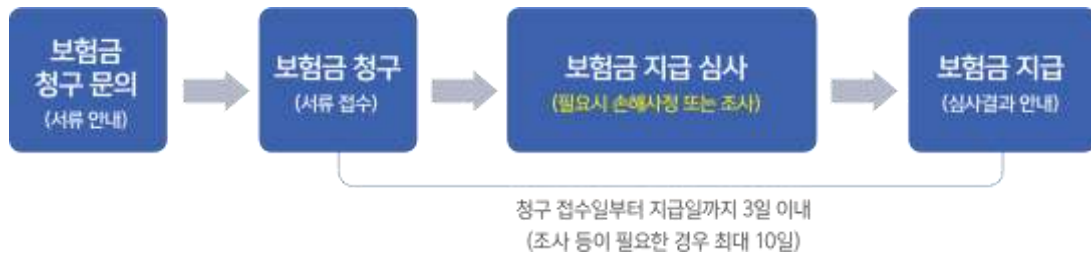 보험금
청구 문의
(서류 안내)
보험금 청구
(서류 접수)
보험금 지급 심사
(필요시 손해사정 또는 조사)
보험금 지급
(심사결과 안내)
청구 접수일부터 지급일까지 3일 이내
(조사 등이 필요한 경우 최대 10일)